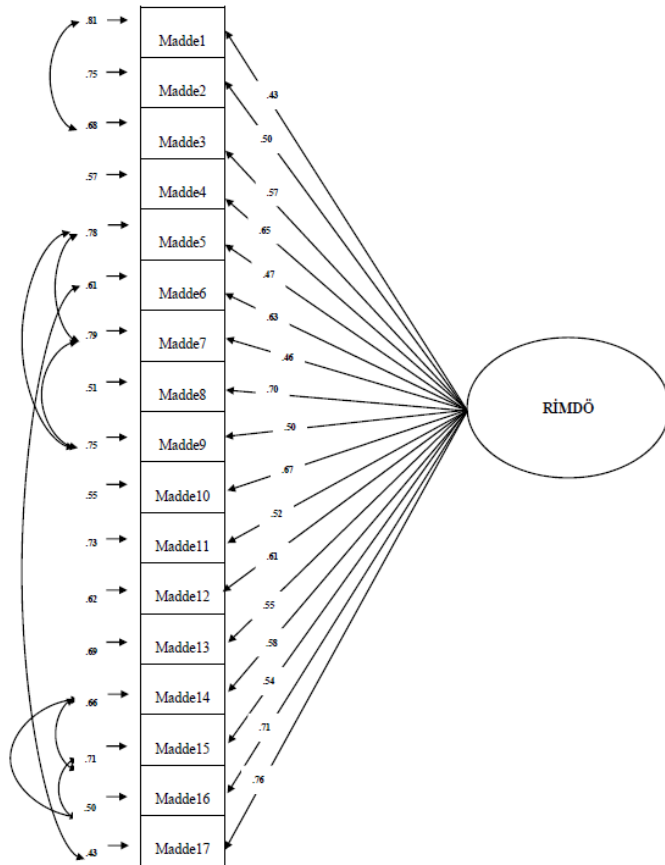 .81 Madde1 .43
.75 Madde2 .50
.68 Madde3 .57
.57 Madde4 .65
.78 Madde5 .47
.61 Madde6 .63
.79 Madde7 .46
.51 Madde8 .70
.75 Madde9 .50
.55 Madde10 .67
.73 Madde11 .52
.62 Madde12 .61
.69 Madde13 .55
.66 Madde14 .58
.71 Madde15 .54
.50 Madde16 .71
.43 Madde17 .76
RİMDÖ